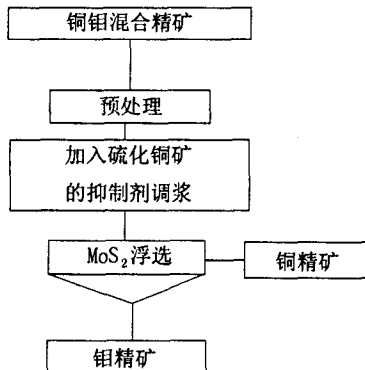 铜钼混合精矿
预处理
加入硫化铜矿
的抑制剂调浆
MoS₂浮选
铜精矿
钼精矿